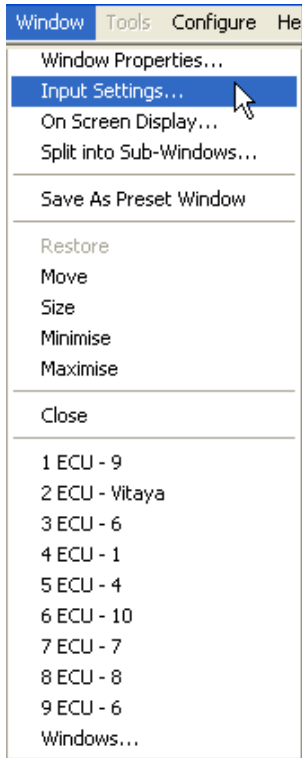 Window Tools Configure He
Window Properties...
Input Settings...
On Screen Display...
Split into Sub-Windows...
Save As Preset Window
Restore
Move
Size
Minimise
Maximise
Close
1 ECU - 9
2 ECU - Vitaya
3 ECU - 6
4 ECU - 1
5 ECU - 4
6 ECU - 10
7 ECU - 7
8 ECU - 8
9 ECU - 6
Windows...